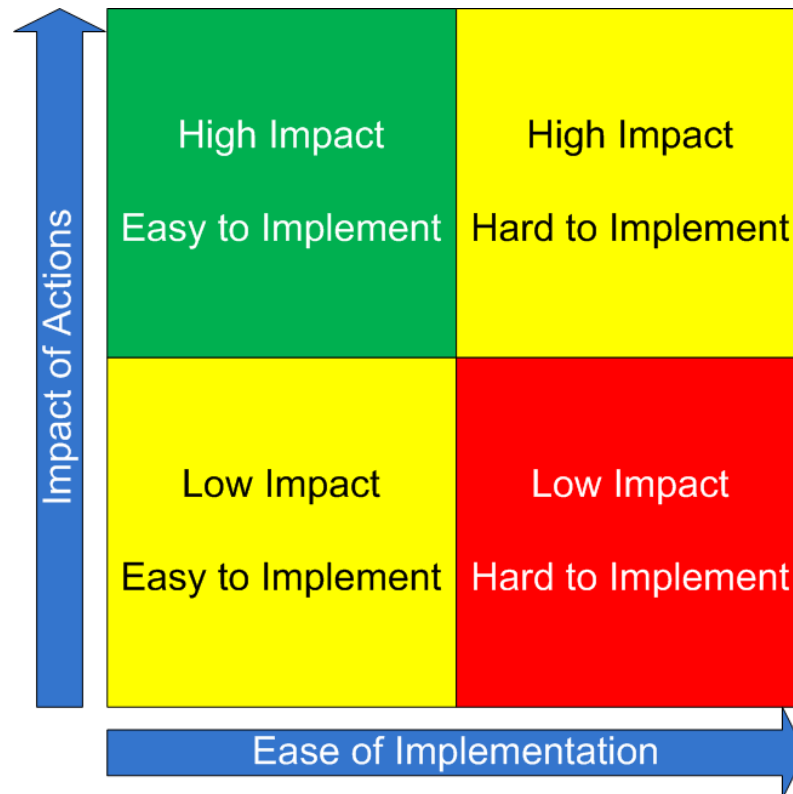 High Impact
Easy to Implement
High Impact
Hard to Implement
Impact of Actions
Low Impact
Easy to Implement
Low Impact
Hard to Implement
Ease of Implementation